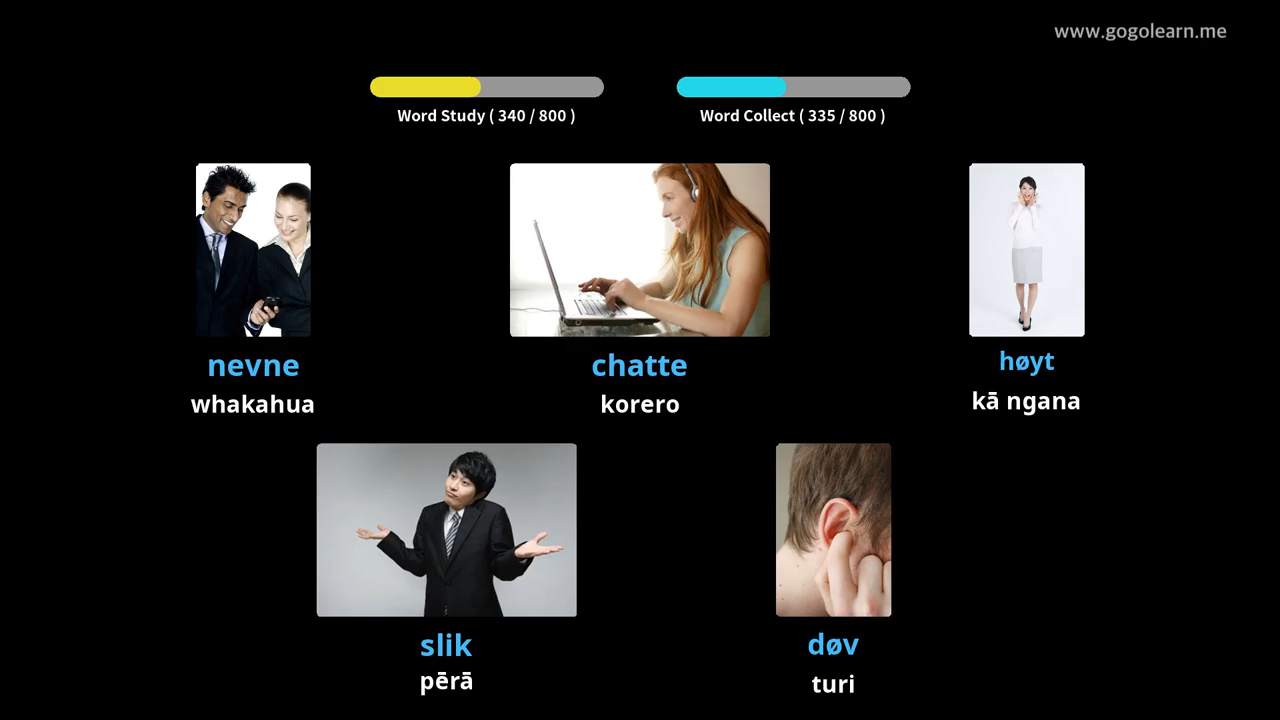 www.gogolearn.me
Word Study ( 340 / 800 )
Word Collect ( 335 / 800 )
nevne
whakahua
chatte
korero
høyt
kā ngana
slik
pērā
døv
turi